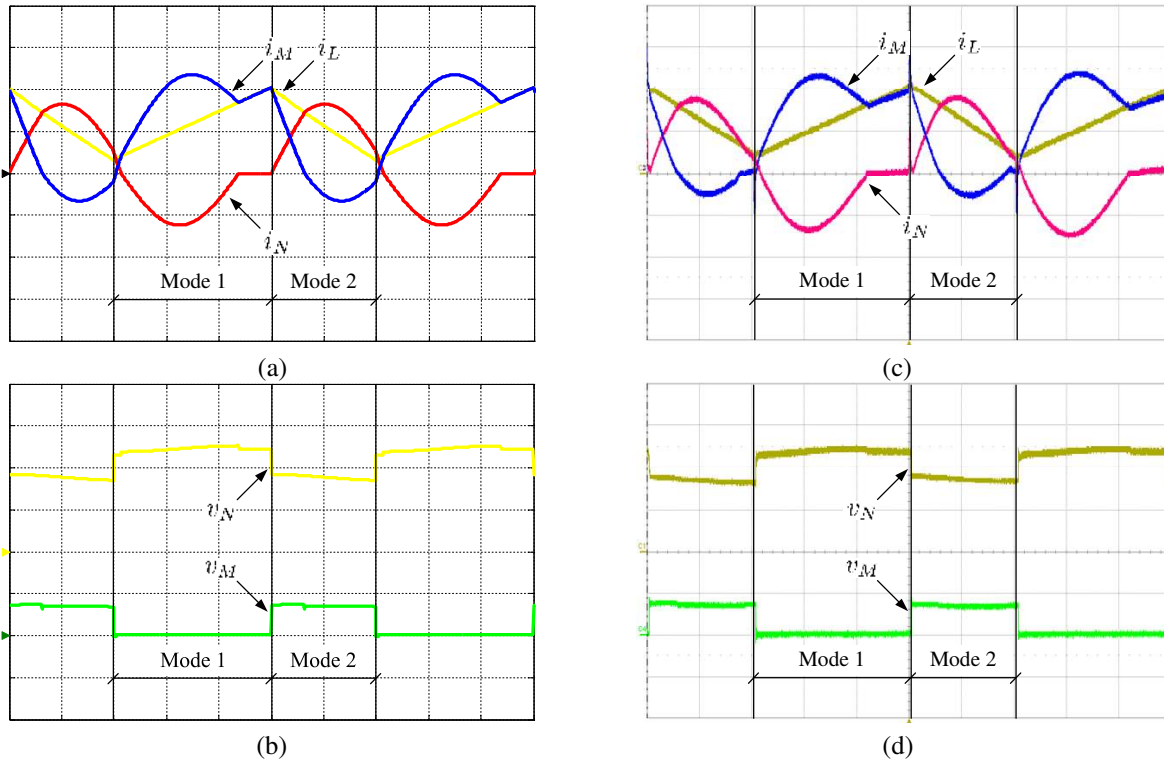 i_M i_L
i_N
Mode 1 Mode 2
(a)
i_M i_L
i_N
Mode 1 Mode 2
(c)
v_N
v_M
Mode 1 Mode 2
(b)
v_N
v_M
Mode 1 Mode 2
(d)